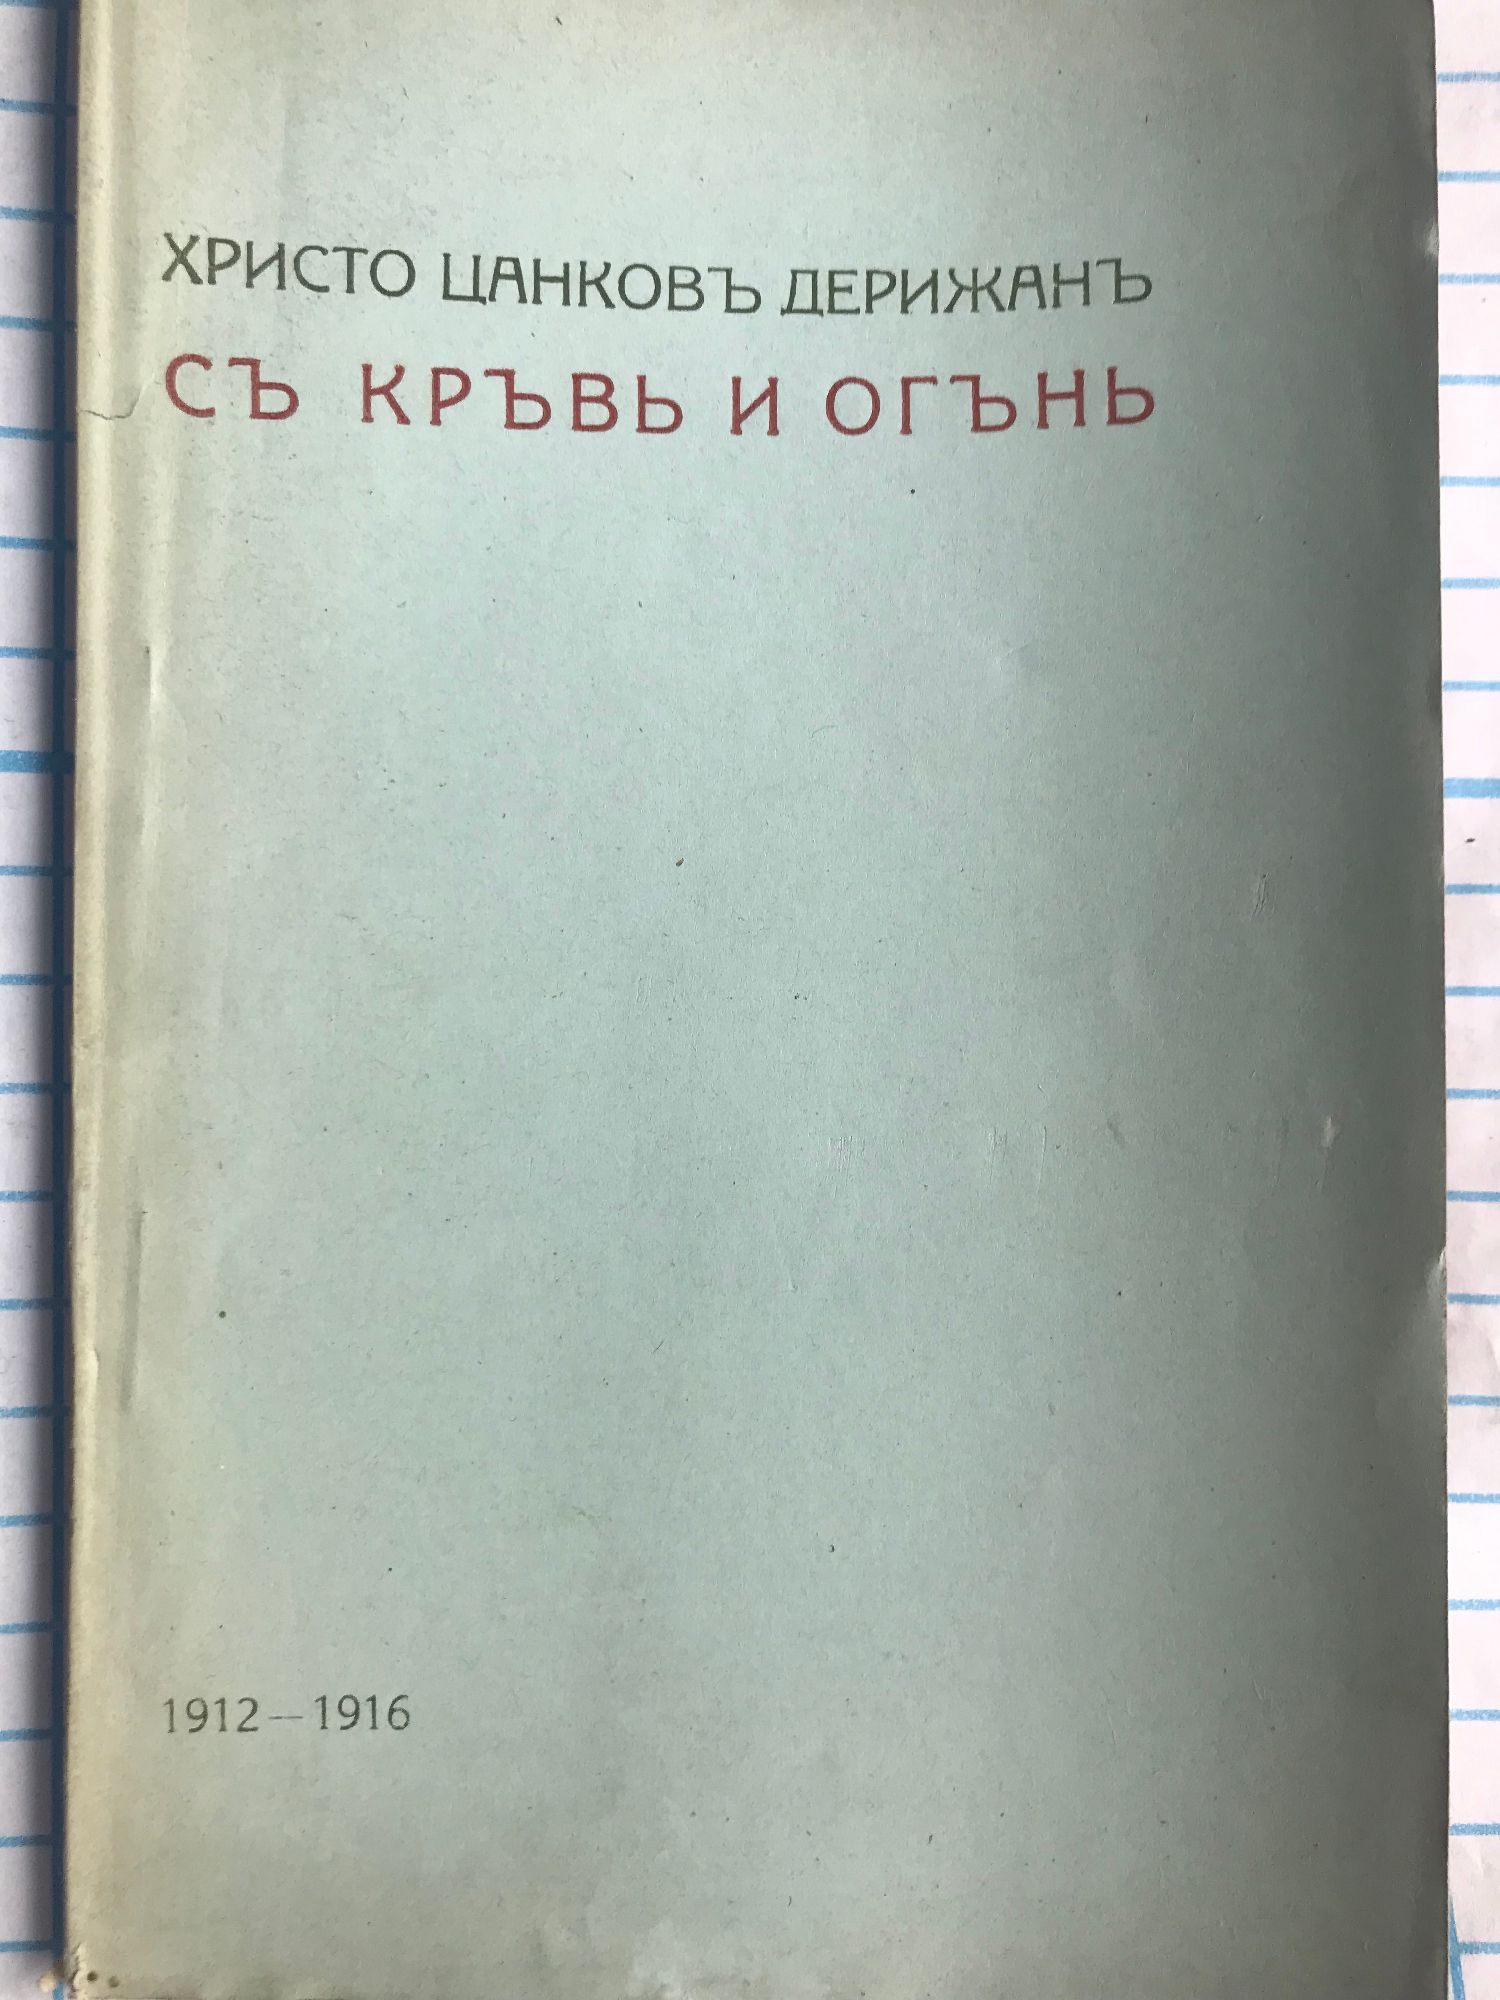 ХРИСТО ЦАНКОВЪ ДЕРИЖАНЪ
СЪ КРЪВЬ И ОГЪНЬ
1912 — 1916